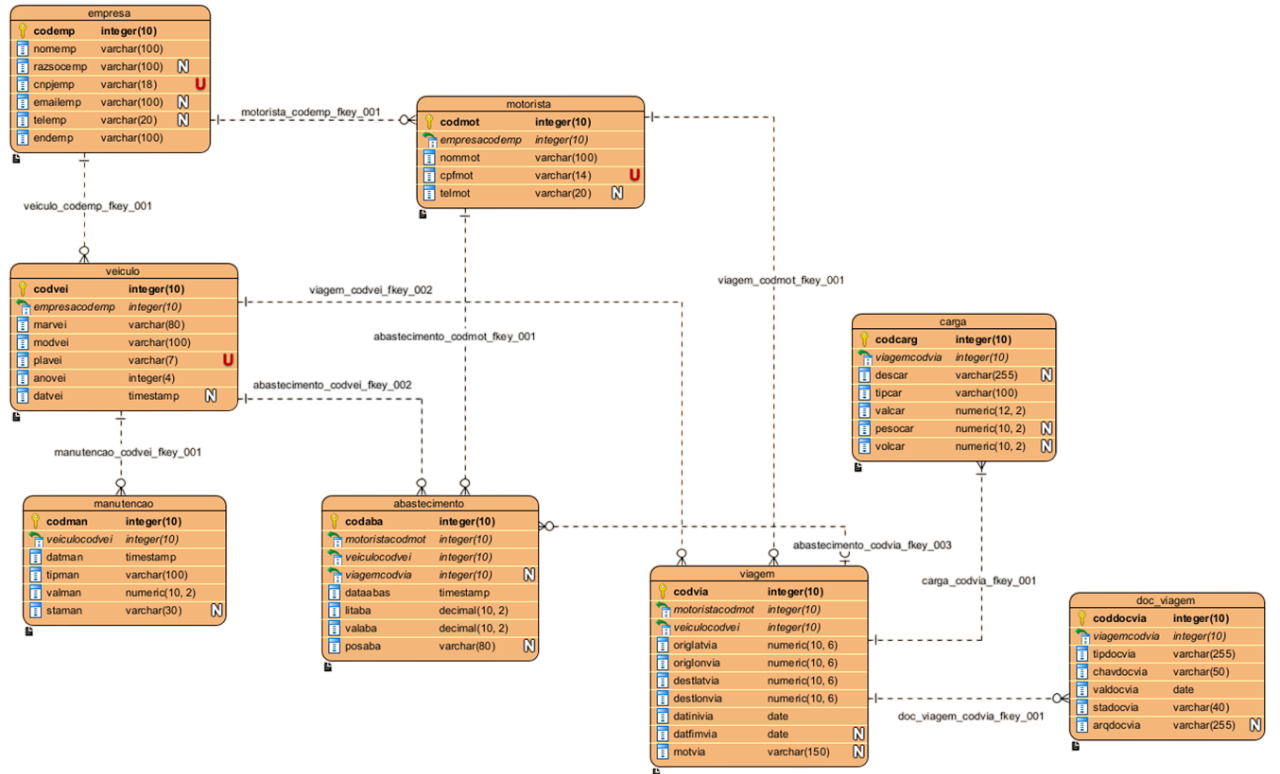 empresa
codemp integer(10)
nomemp varchar(100)
razsocemp varchar(100) N
cnpjemp varchar(18) U
emailemp varchar(100) N
telemp varchar(20) N
endemp varchar(100)
motorista_codemp_fkey_001
motorista
codmot integer(10)
empresacodemp integer(10)
nommot varchar(100)
cpfmot varchar(14) U
telmot varchar(20) N
veiculo_codemp_fkey_001
veiculo
codvei integer(10)
empresacodemp integer(10)
marvei varchar(80)
modvei varchar(100)
plavei varchar(7) U
anovei integer(4)
datvei timestamp N
viagem_codvei_fkey_002
viagem_codmot_fkey_001
abastecimento_codmot_fkey_001
abastecimento_codvei_fkey_002
carga
codcarg integer(10)
viagemcodvia integer(10)
descar varchar(255) N
tipcar varchar(100)
valcar numeric(12, 2)
pesocar numeric(10, 2) N
volcar numeric(10, 2) N
manutencao_codvei_fkey_001
manutencao
codman integer(10)
veiculocodvei integer(10)
datman timestamp
tipman varchar(100)
valman numeric(10, 2)
staman varchar(30) N
abastecimento
codaba integer(10)
motoristacodmot integer(10)
veiculocodvei integer(10)
viagemcodvia integer(10) N
dataabas timestamp
litaba decimal(10, 2)
valaba decimal(10, 2)
posaba varchar(80) N
abastecimento_codvia_fkey_003
carga_codvia_fkey_001
viagem
codvia integer(10)
motoristacodmot integer(10)
veiculocodvei integer(10)
origlatvia numeric(10, 6)
origlonvia numeric(10, 6)
destlatvia numeric(10, 6)
destlonvia numeric(10, 6)
datinivia date
datfimvia date N
motvia varchar(150) N
doc_viagem_codvia_fkey_001
doc_viagem
coddocvia integer(10)
viagemcodvia integer(10)
tipdocvia varchar(255)
chavdocvia varchar(50)
valdocvia date
stadocvia varchar(40)
arqdocvia varchar(255) N